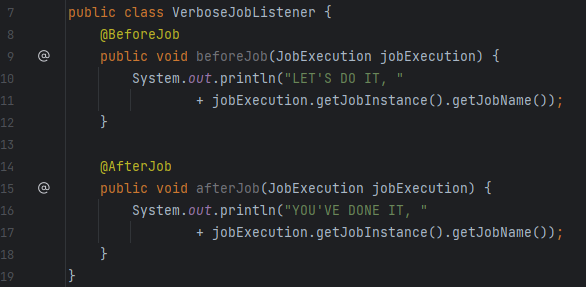 7 public class VerboseJobListener {
8 @BeforeJob
9 @ public void beforeJob(JobExecution jobExecution) {
10 System.out.println("LET'S DO IT, "
11 + jobExecution.getJobInstance().getJobName());
12 }
13
14 @AfterJob
15 @ public void afterJob(JobExecution jobExecution) {
16 System.out.println("YOU'VE DONE IT, "
17 + jobExecution.getJobInstance().getJobName());
18 }
19 }